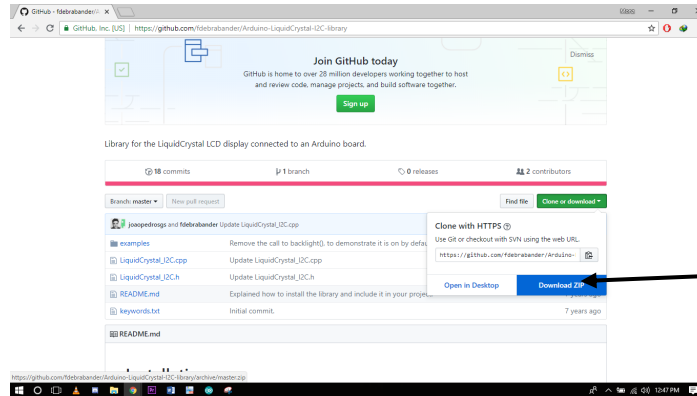 GitHub - fdebrabander/A
GitHub, Inc. [US] | https://github.com/fdebrabander/Arduino-LiquidCrystal-I2C-library
Join GitHub today
Dismiss
GitHub is home to over 28 million developers working together to host
and review code, manage projects, and build software together.
Sign up
Library for the LiquidCrystal LCD display connected to an Arduino board.
18 commits
1 branch
0 releases
2 contributors
Branch: master
New pull request
Find file
Clone or download
joaopedrosgs and fdebrabander Update LiquidCrystal_I2C.cpp
Clone with HTTPS
Use Git or checkout with SVN using the web URL.
https://github.com/fdebrabander/Arduino-
Open in Desktop
Download ZIP
examples
Remove the call to backlight(), to demonstrate it is on by defau
LiquidCrystal_I2C.cpp
Update LiquidCrystal_I2C.cpp
LiquidCrystal_I2C.h
Update LiquidCrystal_I2C.h
README.md
Explained how to install the library and include it in your project.
years ago
keywords.txt
Initial commit.
7 years ago
README.md
https://github.com/fdebrabander/Arduino-LiquidCrystal-I2C-library/archive/master.zip
12:47 PM